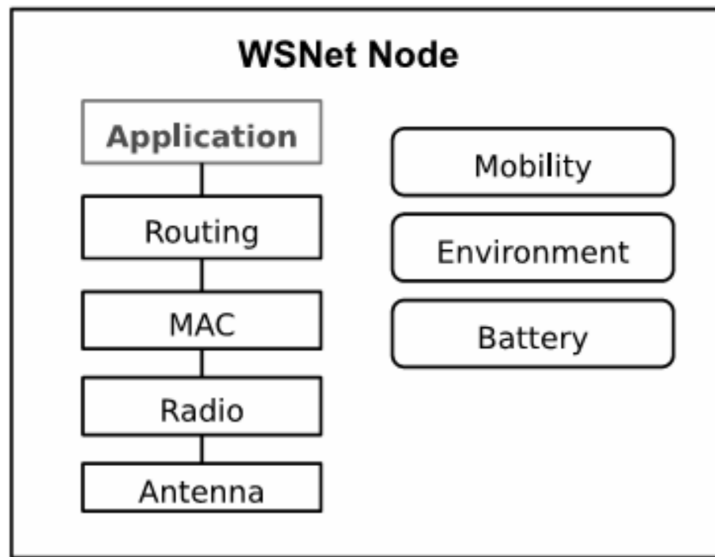 WSNet Node
Application
Routing
MAC
Radio
Antenna
Mobility
Environment
Battery